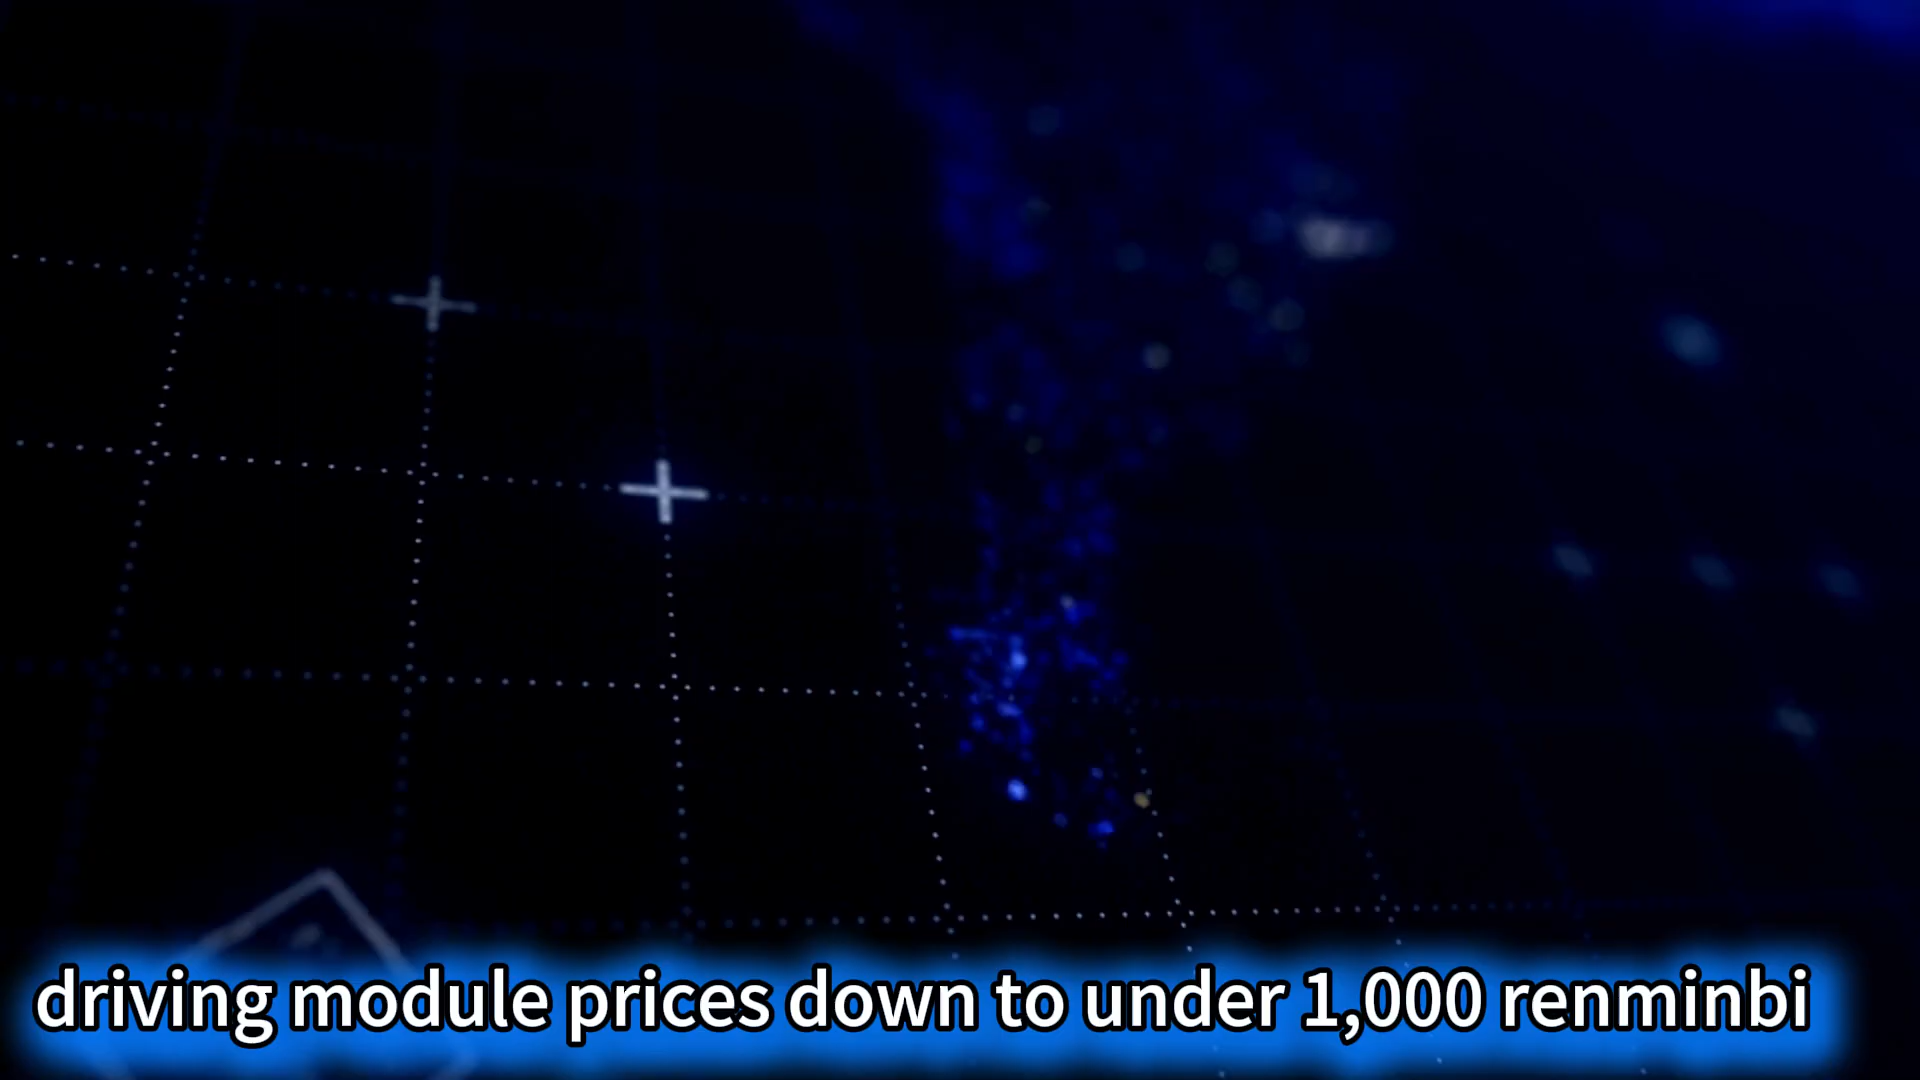 driving module prices down to under 1,000 renminbi